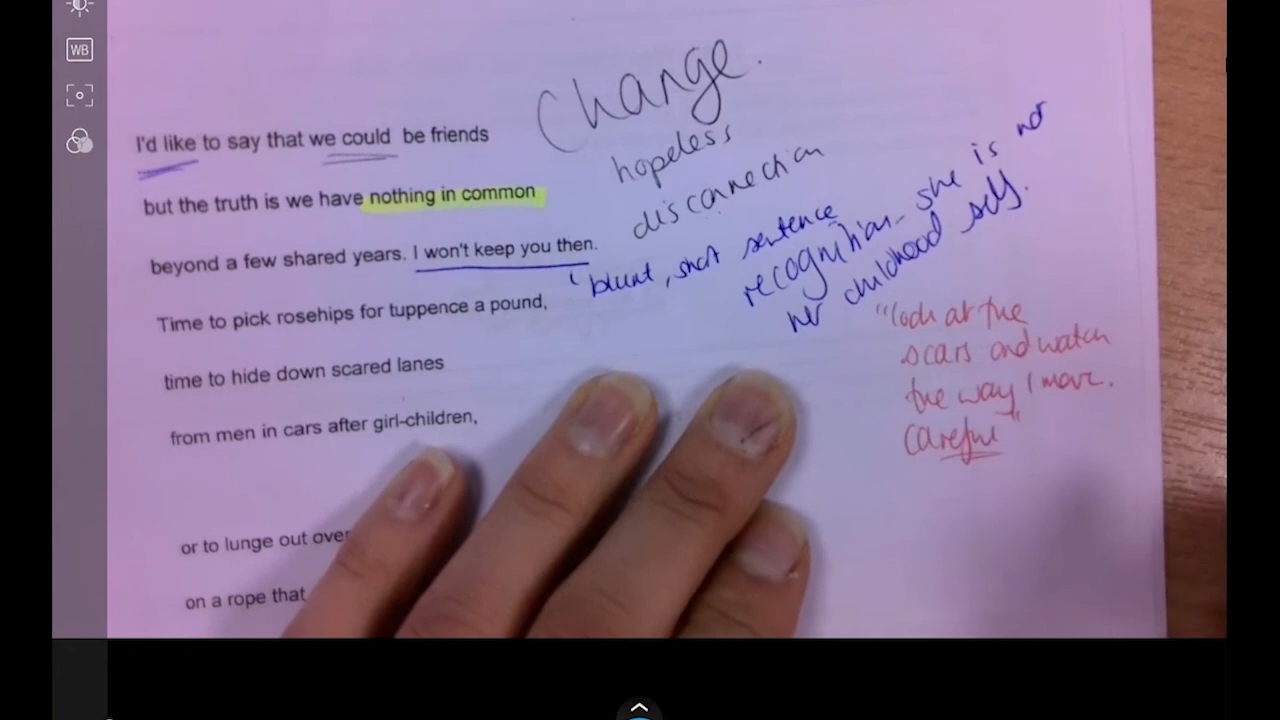 WB
Change.
I'd like to say that we could be friends
hopeless
but the truth is we have nothing in common
disconnection
beyond a few shared years. I won't keep you then.
blunt, short sentence
recognition - she is not
her childhood self.
Time to pick rosehips for tuppence a pound,
"look at the
scars and watch
the way I move.
careful"
time to hide down scared lanes
from men in cars after girl-children,
or to lunge out over
on a rope that